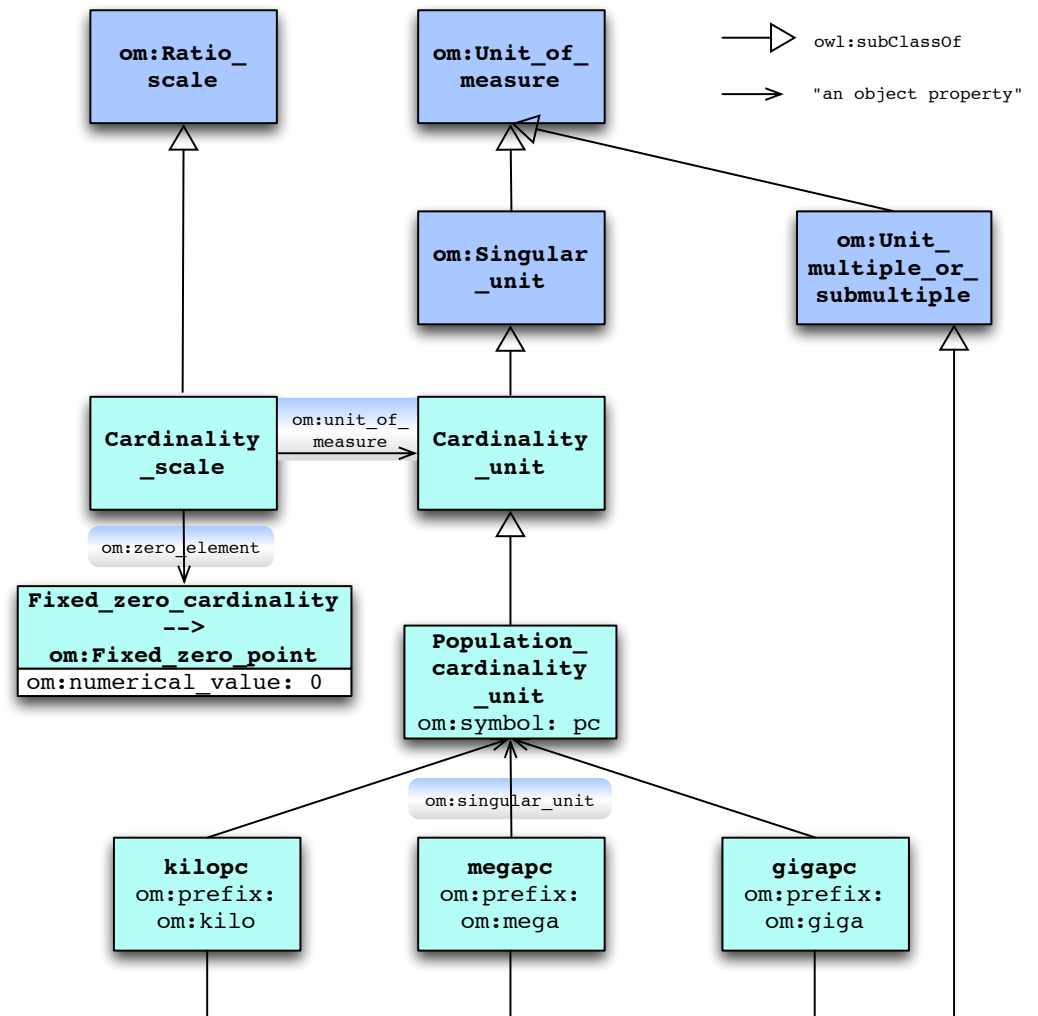 om:Ratio_
scale
om:Unit_of_
measure
owl:subClassOf
"an object property"
om:Singular
_unit
om:Unit_
multiple_or_
submultiple
Cardinality
_scale
om:unit_of_
measure
Cardinality
_unit
om:zero_element
Fixed_zero_cardinality
-->
om:Fixed_zero_point
om:numerical_value: 0
Population_
cardinality
_unit
om:symbol: pc
om:singular_unit
kilopc
om:prefix:
om:kilo
megapc
om:prefix:
om:mega
gigapc
om:prefix:
om:giga